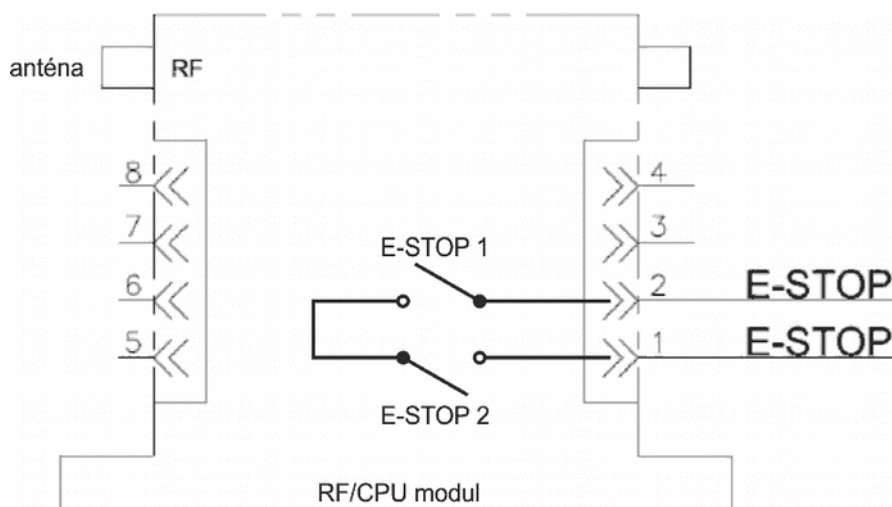 anténa
RF
8
4
7
3
E-STOP 1
6
2
E-STOP
5
1
E-STOP
E-STOP 2
RF/CPU modul